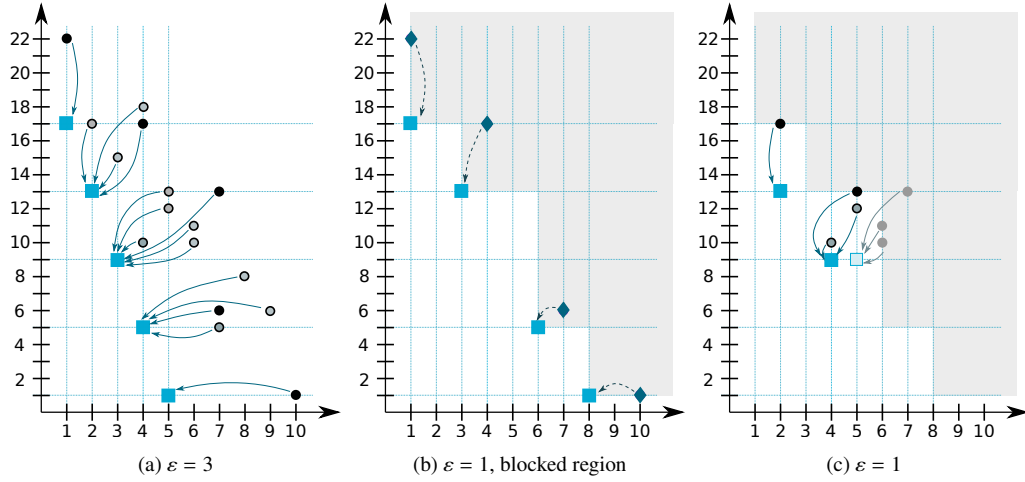 22 22 22
20 20 20
18 18 18
16 16 16
14 14 14
12 12 12
10 10 10
8 8 8
6 6 6
4 4 4
2 2 2
1 2 3 4 5 6 7 8 9 10 1 2 3 4 5 6 7 8 9 10 1 2 3 4 5 6 7 8 9 10
(a) ε = 3 (b) ε = 1, blocked region (c) ε = 1